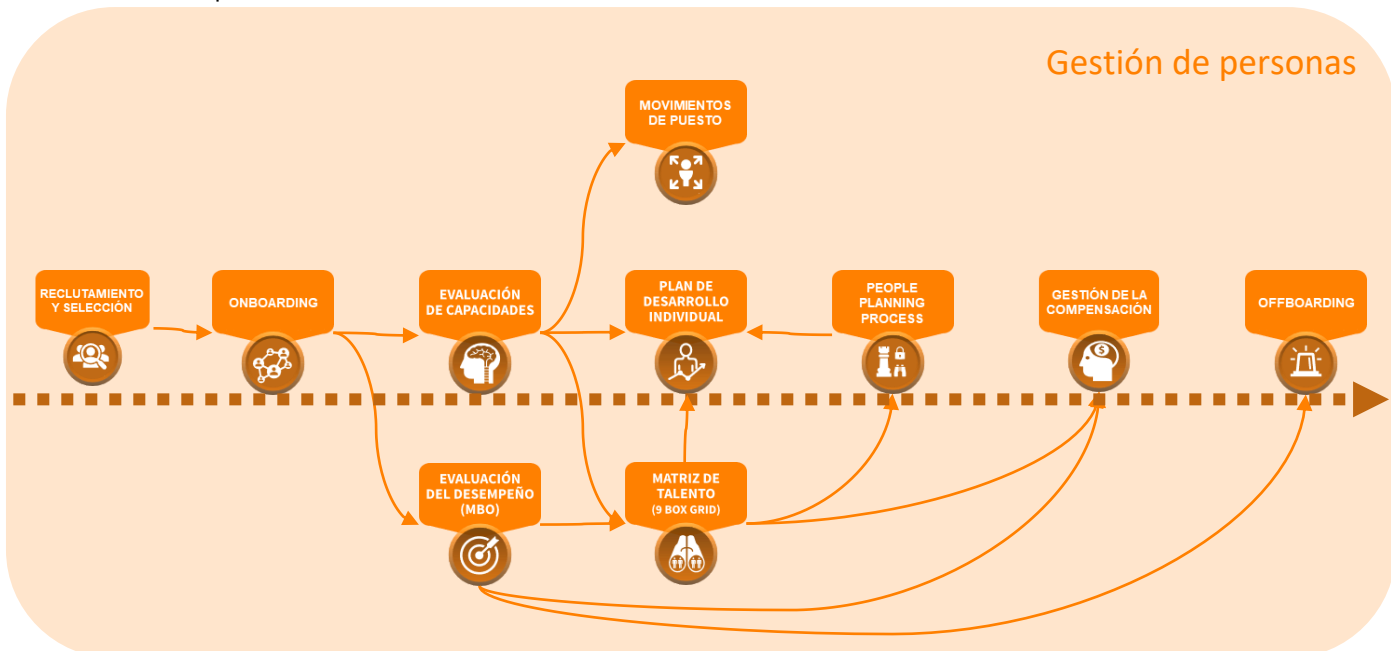 Gestión de personas
MOVIMIENTOS
DE PUESTO
RECLUTAMIENTO
Y SELECCIÓN
ONBOARDING
EVALUACIÓN
DE CAPACIDADES
PLAN DE
DESARROLLO
INDIVIDUAL
PEOPLE
PLANNING
PROCESS
GESTIÓN DE LA
COMPENSACIÓN
OFFBOARDING
EVALUACIÓN
DEL DESEMPEÑO
(MBO)
MATRIZ DE
TALENTO
(9 BOX GRID)
$